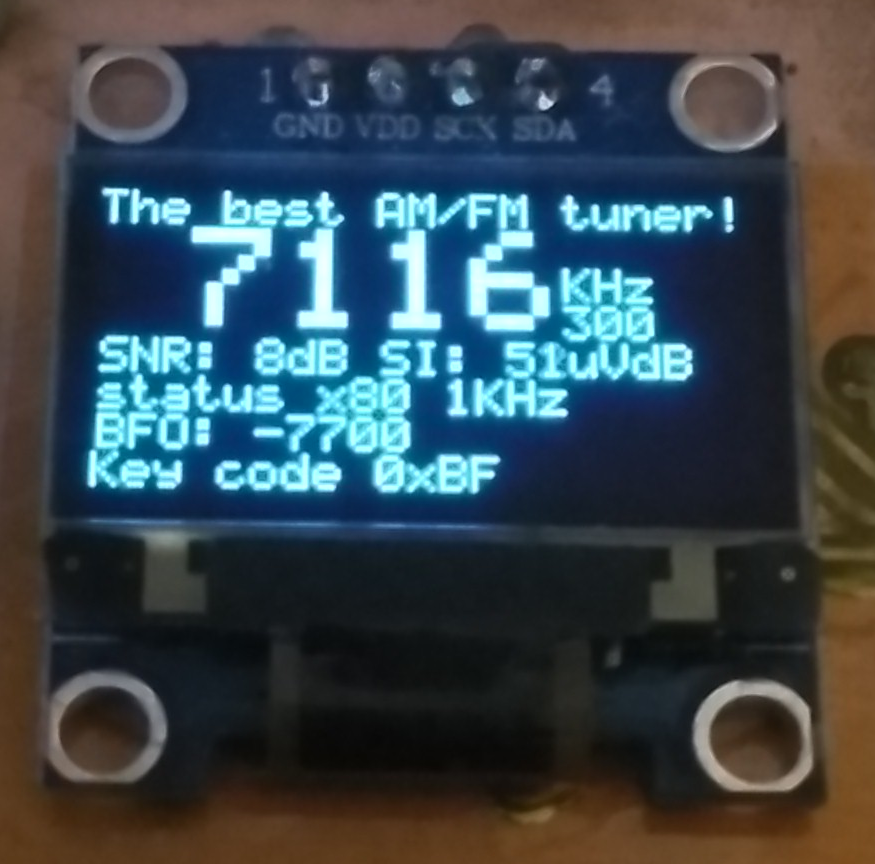 1 4
GND VDD SCK SDA
The best AM/FM tuner!
7116 KHz
300
SNR: 8dB SI: 51uVdB
status x80 1KHz
BFO: -7700
Key code 0xBF